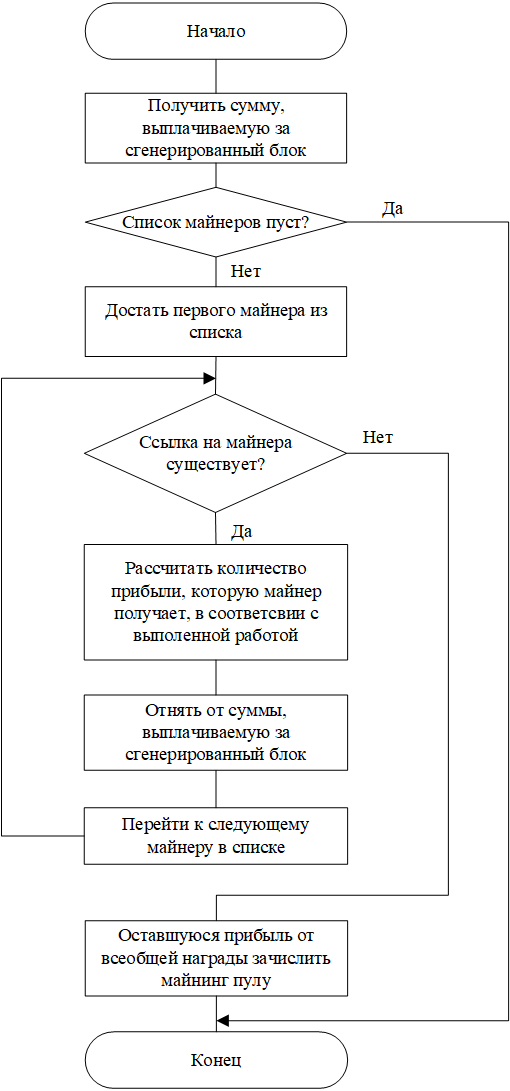 Начало
Получить сумму,
выплачиваемую за
сгенерированный блок
Список майнеров пуст?
Да
Нет
Достать первого майнера из
списка
Ссылка на майнера
существует?
Нет
Да
Рассчитать количество
прибыли, которую майнер
получает, в соответсвии с
выполенной работой
Отнять от суммы,
выплачиваемую за
сгенерированный блок
Перейти к следующему
майнеру в списке
Оставшуюся прибыль от
всеобщей награды зачислить
майнинг пулу
Конец